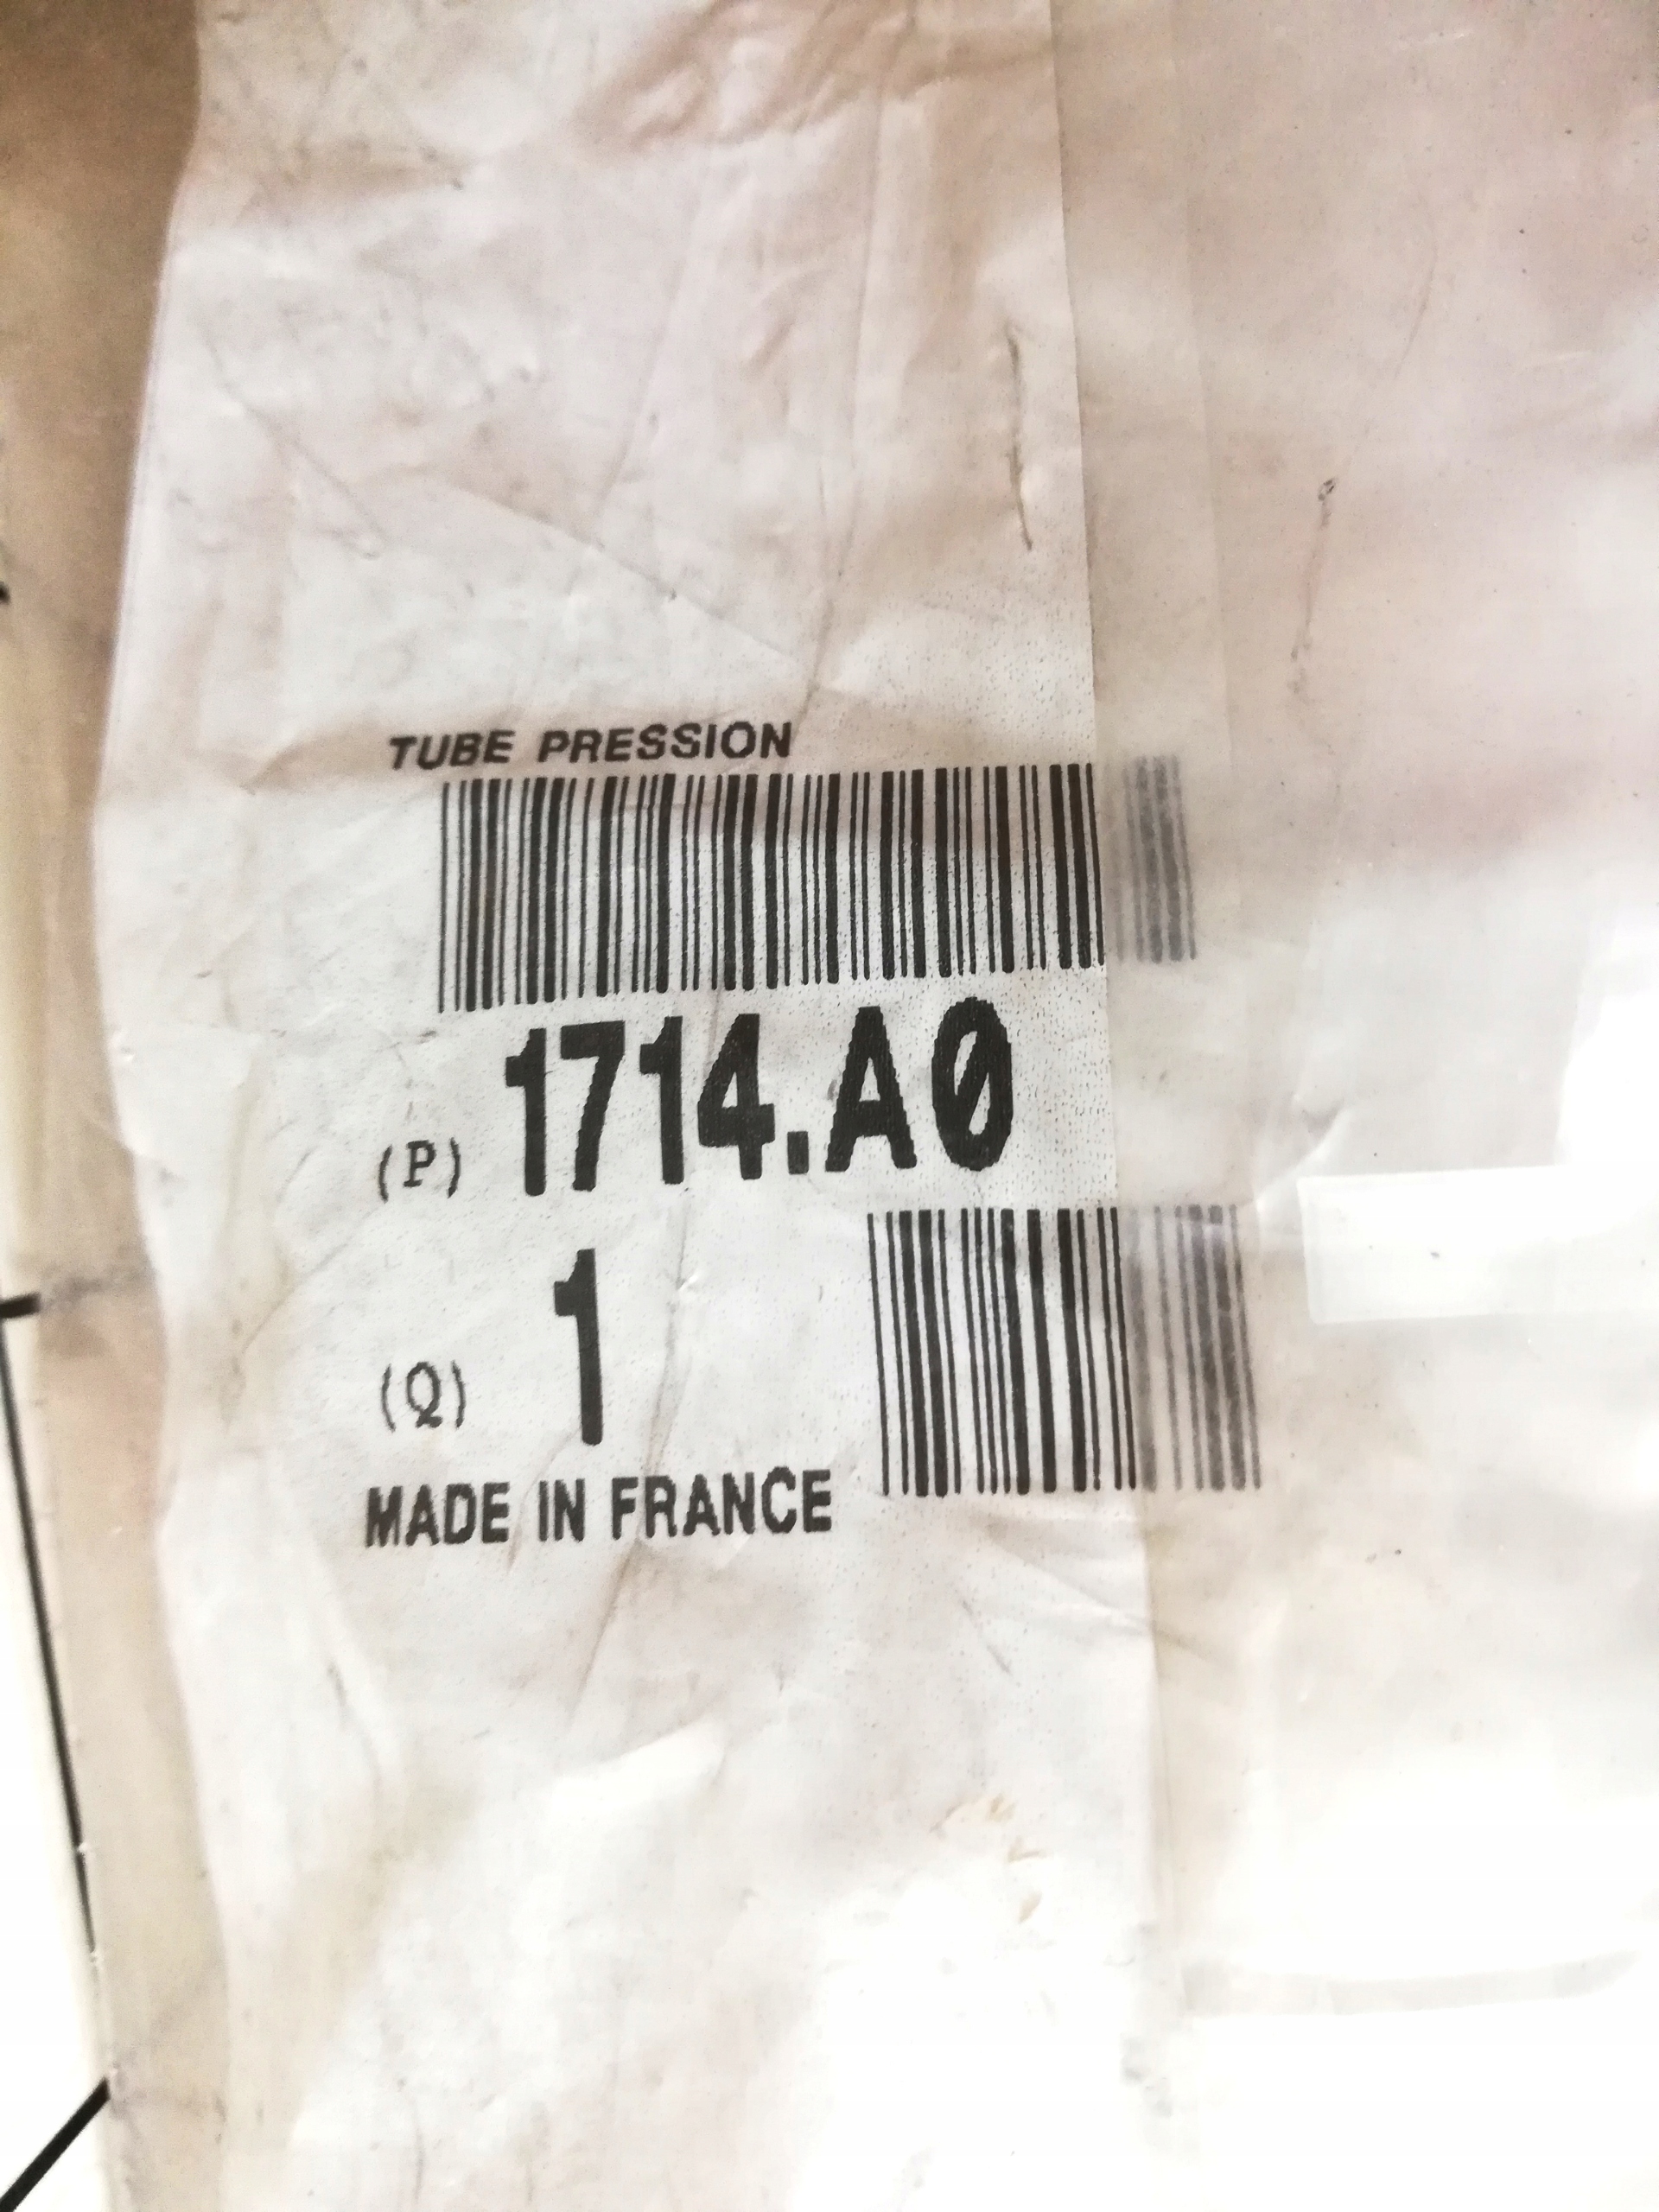 TUBE PRESSION
(P) 1714.A0
(Q) 1
MADE IN FRANCE